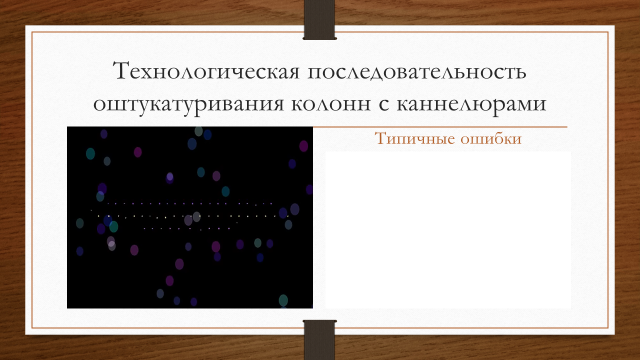 Технологическая последовательность
оштукатуривания колонн с каннелюрами
Типичные ошибки